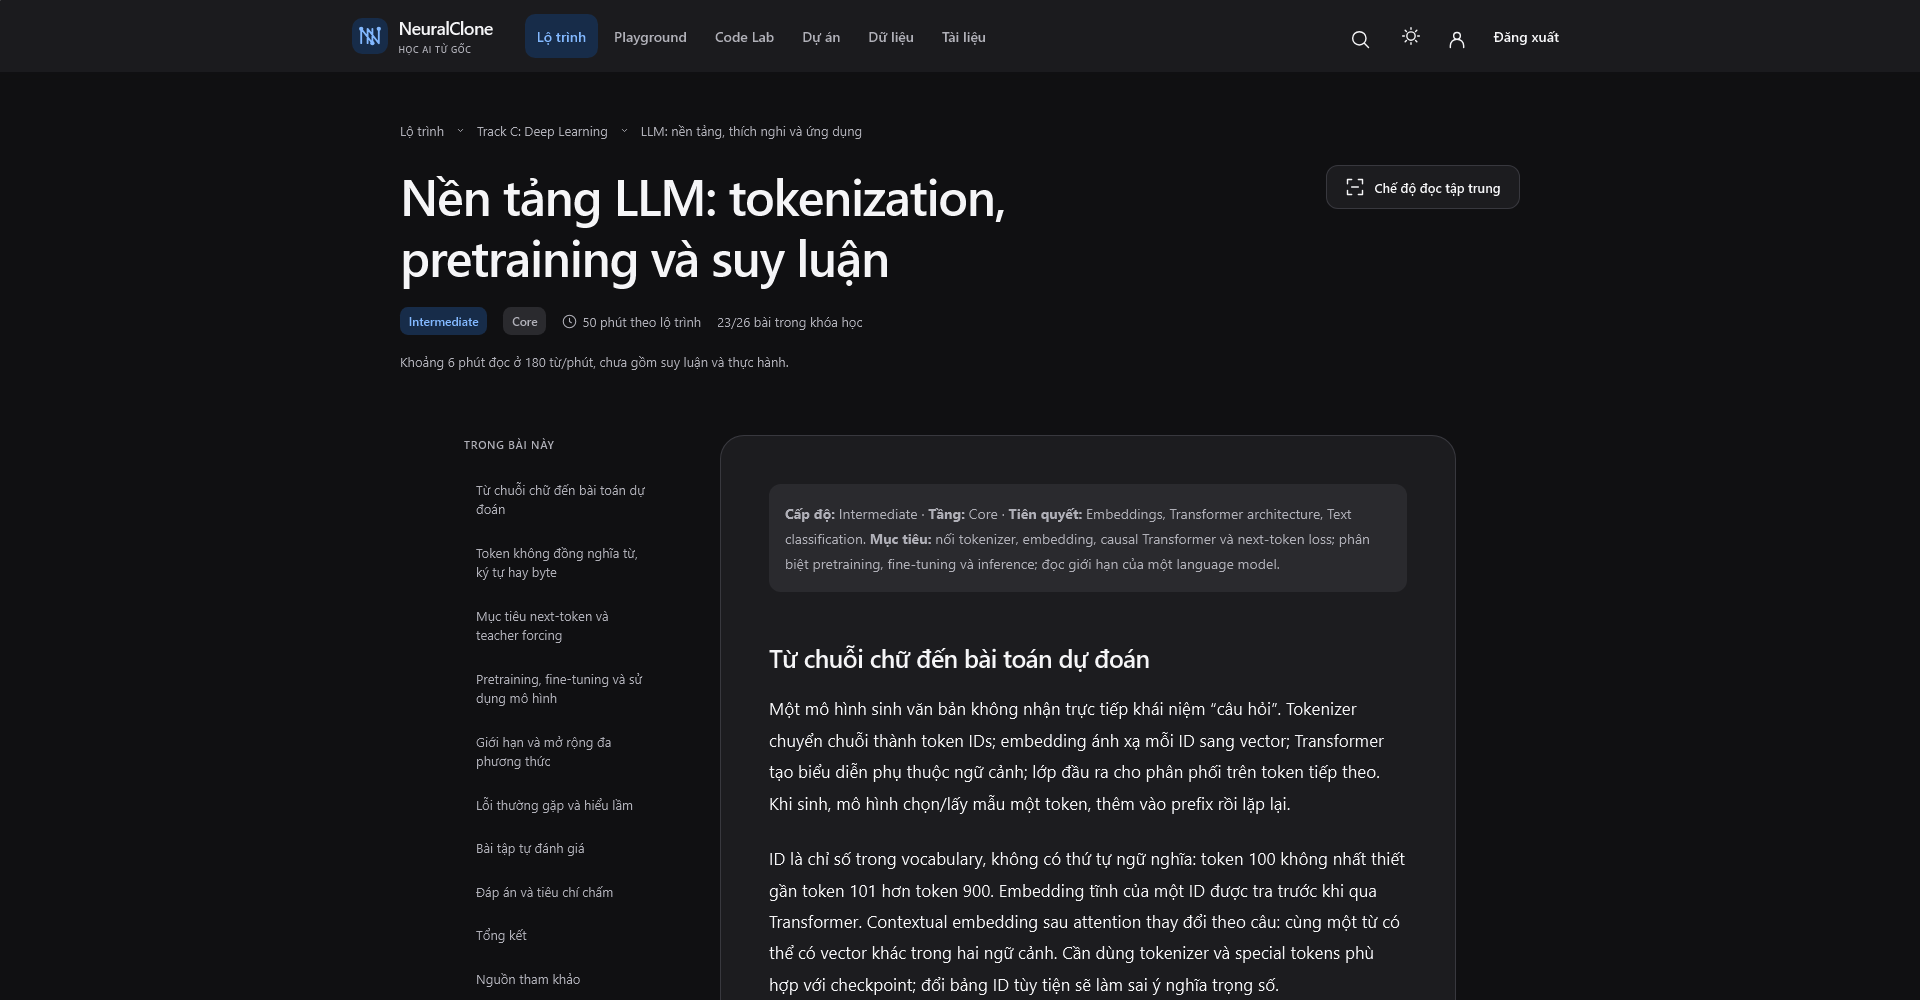 NeuralClone
HỌC AI TỪ GỐC
Lộ trình
Playground
Code Lab
Dự án
Dữ liệu
Tài liệu
Đăng xuất
Lộ trình
Track C: Deep Learning
LLM: nền tảng, thích nghi và ứng dụng
Nền tảng LLM: tokenization,
pretraining và suy luận
Chế độ đọc tập trung
Intermediate
Core
50 phút theo lộ trình
23/26 bài trong khóa học
Khoảng 6 phút đọc ở 180 từ/phút, chưa gồm suy luận và thực hành.
TRONG BÀI NÀY
Từ chuỗi chữ đến bài toán dự
đoán
Token không đồng nghĩa từ,
ký tự hay byte
Mục tiêu next-token và
teacher forcing
Pretraining, fine-tuning và sử
dụng mô hình
Giới hạn và mở rộng đa
phương thức
Lỗi thường gặp và hiểu lầm
Bài tập tự đánh giá
Đáp án và tiêu chí chấm
Tổng kết
Nguồn tham khảo
Cấp độ: Intermediate · Tầng: Core · Tiên quyết: Embeddings, Transformer architecture, Text
classification. Mục tiêu: nối tokenizer, embedding, causal Transformer và next-token loss; phân
biệt pretraining, fine-tuning và inference; đọc giới hạn của một language model.
Từ chuỗi chữ đến bài toán dự đoán
Một mô hình sinh văn bản không nhận trực tiếp khái niệm “câu hỏi”. Tokenizer
chuyển chuỗi thành token IDs; embedding ánh xạ mỗi ID sang vector; Transformer
tạo biểu diễn phụ thuộc ngữ cảnh; lớp đầu ra cho phân phối trên token tiếp theo.
Khi sinh, mô hình chọn/lấy mẫu một token, thêm vào prefix rồi lặp lại.
ID là chỉ số trong vocabulary, không có thứ tự ngữ nghĩa: token 100 không nhất thiết
gần token 101 hơn token 900. Embedding tĩnh của một ID được tra trước khi qua
Transformer. Contextual embedding sau attention thay đổi theo câu: cùng một từ có
thể có vector khác trong hai ngữ cảnh. Cần dùng tokenizer và special tokens phù
hợp với checkpoint; đổi bảng ID tùy tiện sẽ làm sai ý nghĩa trọng số.